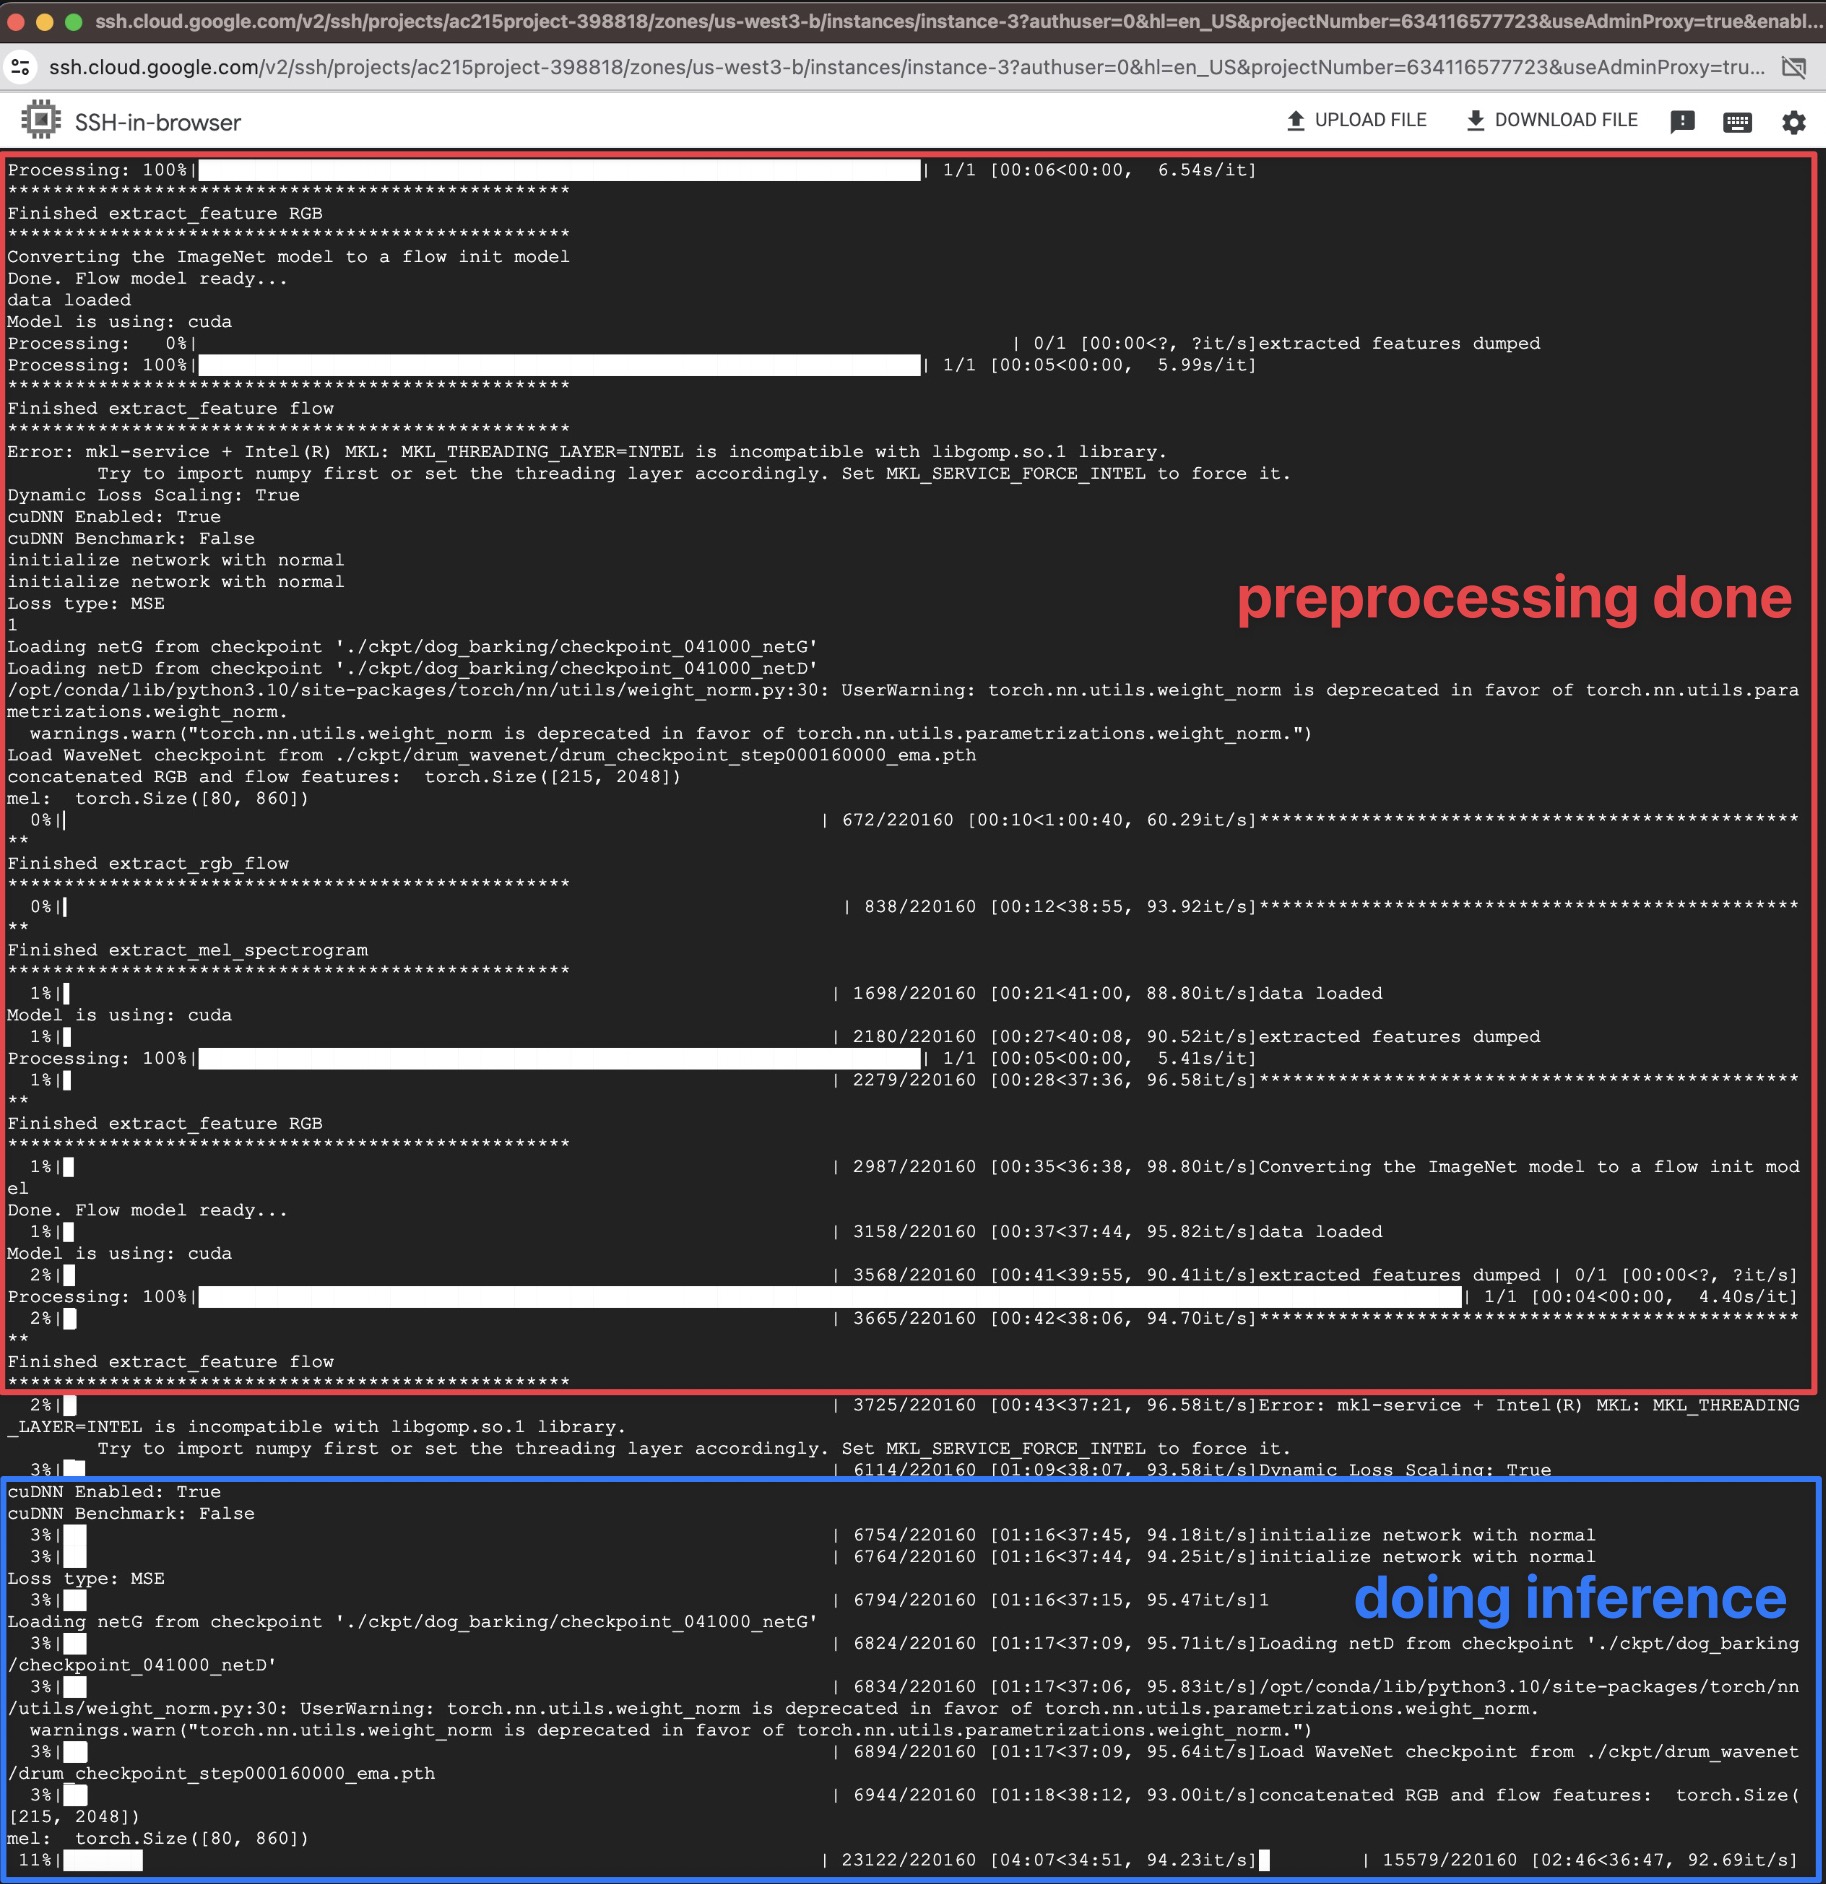 ssh.cloud.google.com/v2/ssh/projects/ac215project-398818/zones/us-west3-b/instances/instance-3?authuser=0&hl=en_US&projectNumber=634116577723&useAdminProxy=true&enabl...
ssh.cloud.google.com/v2/ssh/projects/ac215project-398818/zones/us-west3-b/instances/instance-3?authuser=0&hl=en_US&projectNumber=634116577723&useAdminProxy=tru...
SSH-in-browser UPLOAD FILE DOWNLOAD FILE
Processing: 100%| | 1/1 [00:06<00:00,  6.54s/it]
**************************************************
Finished extract_feature RGB
**************************************************
Converting the ImageNet model to a flow init model
Done. Flow model ready...
data loaded
Model is using: cuda
Processing:   0%| | 0/1 [00:00<?, ?it/s]extracted features dumped
Processing: 100%| | 1/1 [00:05<00:00,  5.99s/it]
**************************************************
Finished extract_feature flow
**************************************************
Error: mkl-service + Intel(R) MKL: MKL_THREADING_LAYER=INTEL is incompatible with libgomp.so.1 library.
Try to import numpy first or set the threading layer accordingly. Set MKL_SERVICE_FORCE_INTEL to force it.
Dynamic Loss Scaling: True
cuDNN Enabled: True
cuDNN Benchmark: False
initialize network with normal
initialize network with normal
preprocessing done
Loss type: MSE
1
Loading netG from checkpoint './ckpt/dog_barking/checkpoint_041000_netG'
Loading netD from checkpoint './ckpt/dog_barking/checkpoint_041000_netD'
/opt/conda/lib/python3.10/site-packages/torch/nn/utils/weight_norm.py:30: UserWarning: torch.nn.utils.weight_norm is deprecated in favor of torch.nn.utils.para
metrizations.weight_norm.
warnings.warn("torch.nn.utils.weight_norm is deprecated in favor of torch.nn.utils.parametrizations.weight_norm.")
Load WaveNet checkpoint from ./ckpt/drum_wavenet/drum_checkpoint_step000160000_ema.pth
concatenated RGB and flow features:  torch.Size([215, 2048])
mel:  torch.Size([80, 860])
0%| | 672/220160 [00:10<1:00:40, 60.29it/s]************************************************
**
Finished extract_rgb_flow
**************************************************
0%| | 838/220160 [00:12<38:55, 93.92it/s]************************************************
**
Finished extract_mel_spectrogram
**************************************************
1%| | 1698/220160 [00:21<41:00, 88.80it/s]data loaded
Model is using: cuda
1%| | 2180/220160 [00:27<40:08, 90.52it/s]extracted features dumped
Processing: 100%| | 1/1 [00:05<00:00,  5.41s/it]
1%| | 2279/220160 [00:28<37:36, 96.58it/s]************************************************
**
Finished extract_feature RGB
**************************************************
1%| | 2987/220160 [00:35<36:38, 98.80it/s]Converting the ImageNet model to a flow init mod
el
Done. Flow model ready...
1%| | 3158/220160 [00:37<37:44, 95.82it/s]data loaded
Model is using: cuda
2%| | 3568/220160 [00:41<39:55, 90.41it/s]extracted features dumped | 0/1 [00:00<?, ?it/s]
Processing: 100%| | 1/1 [00:04<00:00,  4.40s/it]
2%| | 3665/220160 [00:42<38:06, 94.70it/s]************************************************
**
Finished extract_feature flow
**************************************************
2%| | 3725/220160 [00:43<37:21, 96.58it/s]Error: mkl-service + Intel(R) MKL: MKL_THREADING
_LAYER=INTEL is incompatible with libgomp.so.1 library.
Try to import numpy first or set the threading layer accordingly. Set MKL_SERVICE_FORCE_INTEL to force it.
3%| | 6114/220160 [01:09<38:07, 93.58it/s]Dynamic Loss Scaling: True
cuDNN Enabled: True
cuDNN Benchmark: False
3%| | 6754/220160 [01:16<37:45, 94.18it/s]initialize network with normal
3%| | 6764/220160 [01:16<37:44, 94.25it/s]initialize network with normal
Loss type: MSE
3%| | 6794/220160 [01:16<37:15, 95.47it/s]1
doing inference
Loading netG from checkpoint './ckpt/dog_barking/checkpoint_041000_netG'
3%| | 6824/220160 [01:17<37:09, 95.71it/s]Loading netD from checkpoint './ckpt/dog_barking
/checkpoint_041000_netD'
3%| | 6834/220160 [01:17<37:06, 95.83it/s]/opt/conda/lib/python3.10/site-packages/torch/nn
/utils/weight_norm.py:30: UserWarning: torch.nn.utils.weight_norm is deprecated in favor of torch.nn.utils.parametrizations.weight_norm.
warnings.warn("torch.nn.utils.weight_norm is deprecated in favor of torch.nn.utils.parametrizations.weight_norm.")
3%| | 6894/220160 [01:17<37:09, 95.64it/s]Load WaveNet checkpoint from ./ckpt/drum_wavenet
/drum_checkpoint_step000160000_ema.pth
3%| | 6944/220160 [01:18<38:12, 93.00it/s]concatenated RGB and flow features:  torch.Size(
[215, 2048])
mel:  torch.Size([80, 860])
11%| | 23122/220160 [04:07<34:51, 94.23it/s] | 15579/220160 [02:46<36:47, 92.69it/s]